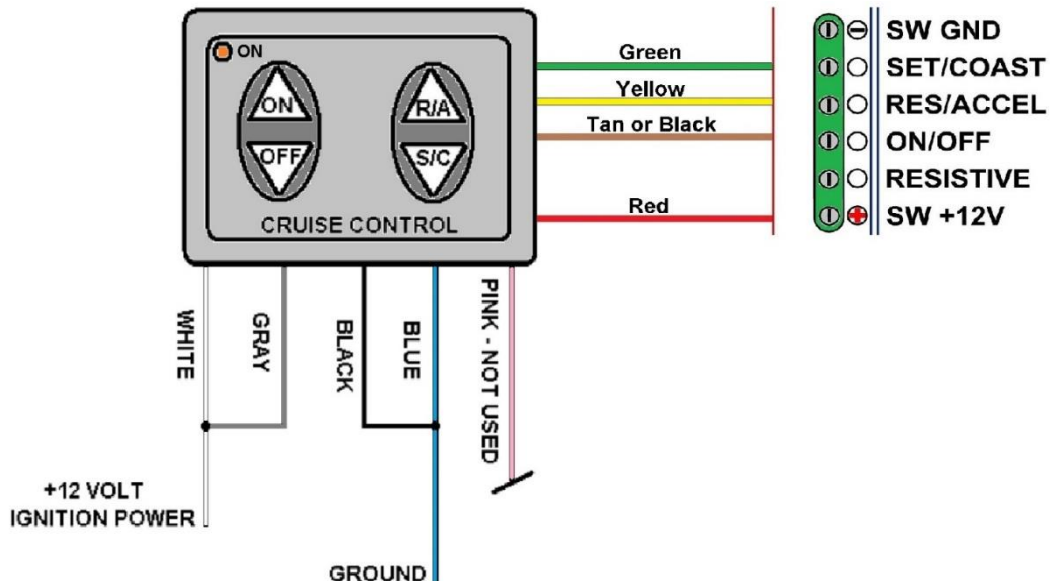 ON
ON
OFF
R/A
S/C
CRUISE CONTROL
Green
Yellow
Tan or Black
Red
SW GND
SET/COAST
RES/ACCEL
ON/OFF
RESISTIVE
SW +12V
WHITE
GRAY
BLACK
BLUE
PINK - NOT USED
+12 VOLT
IGNITION POWER
GROUND